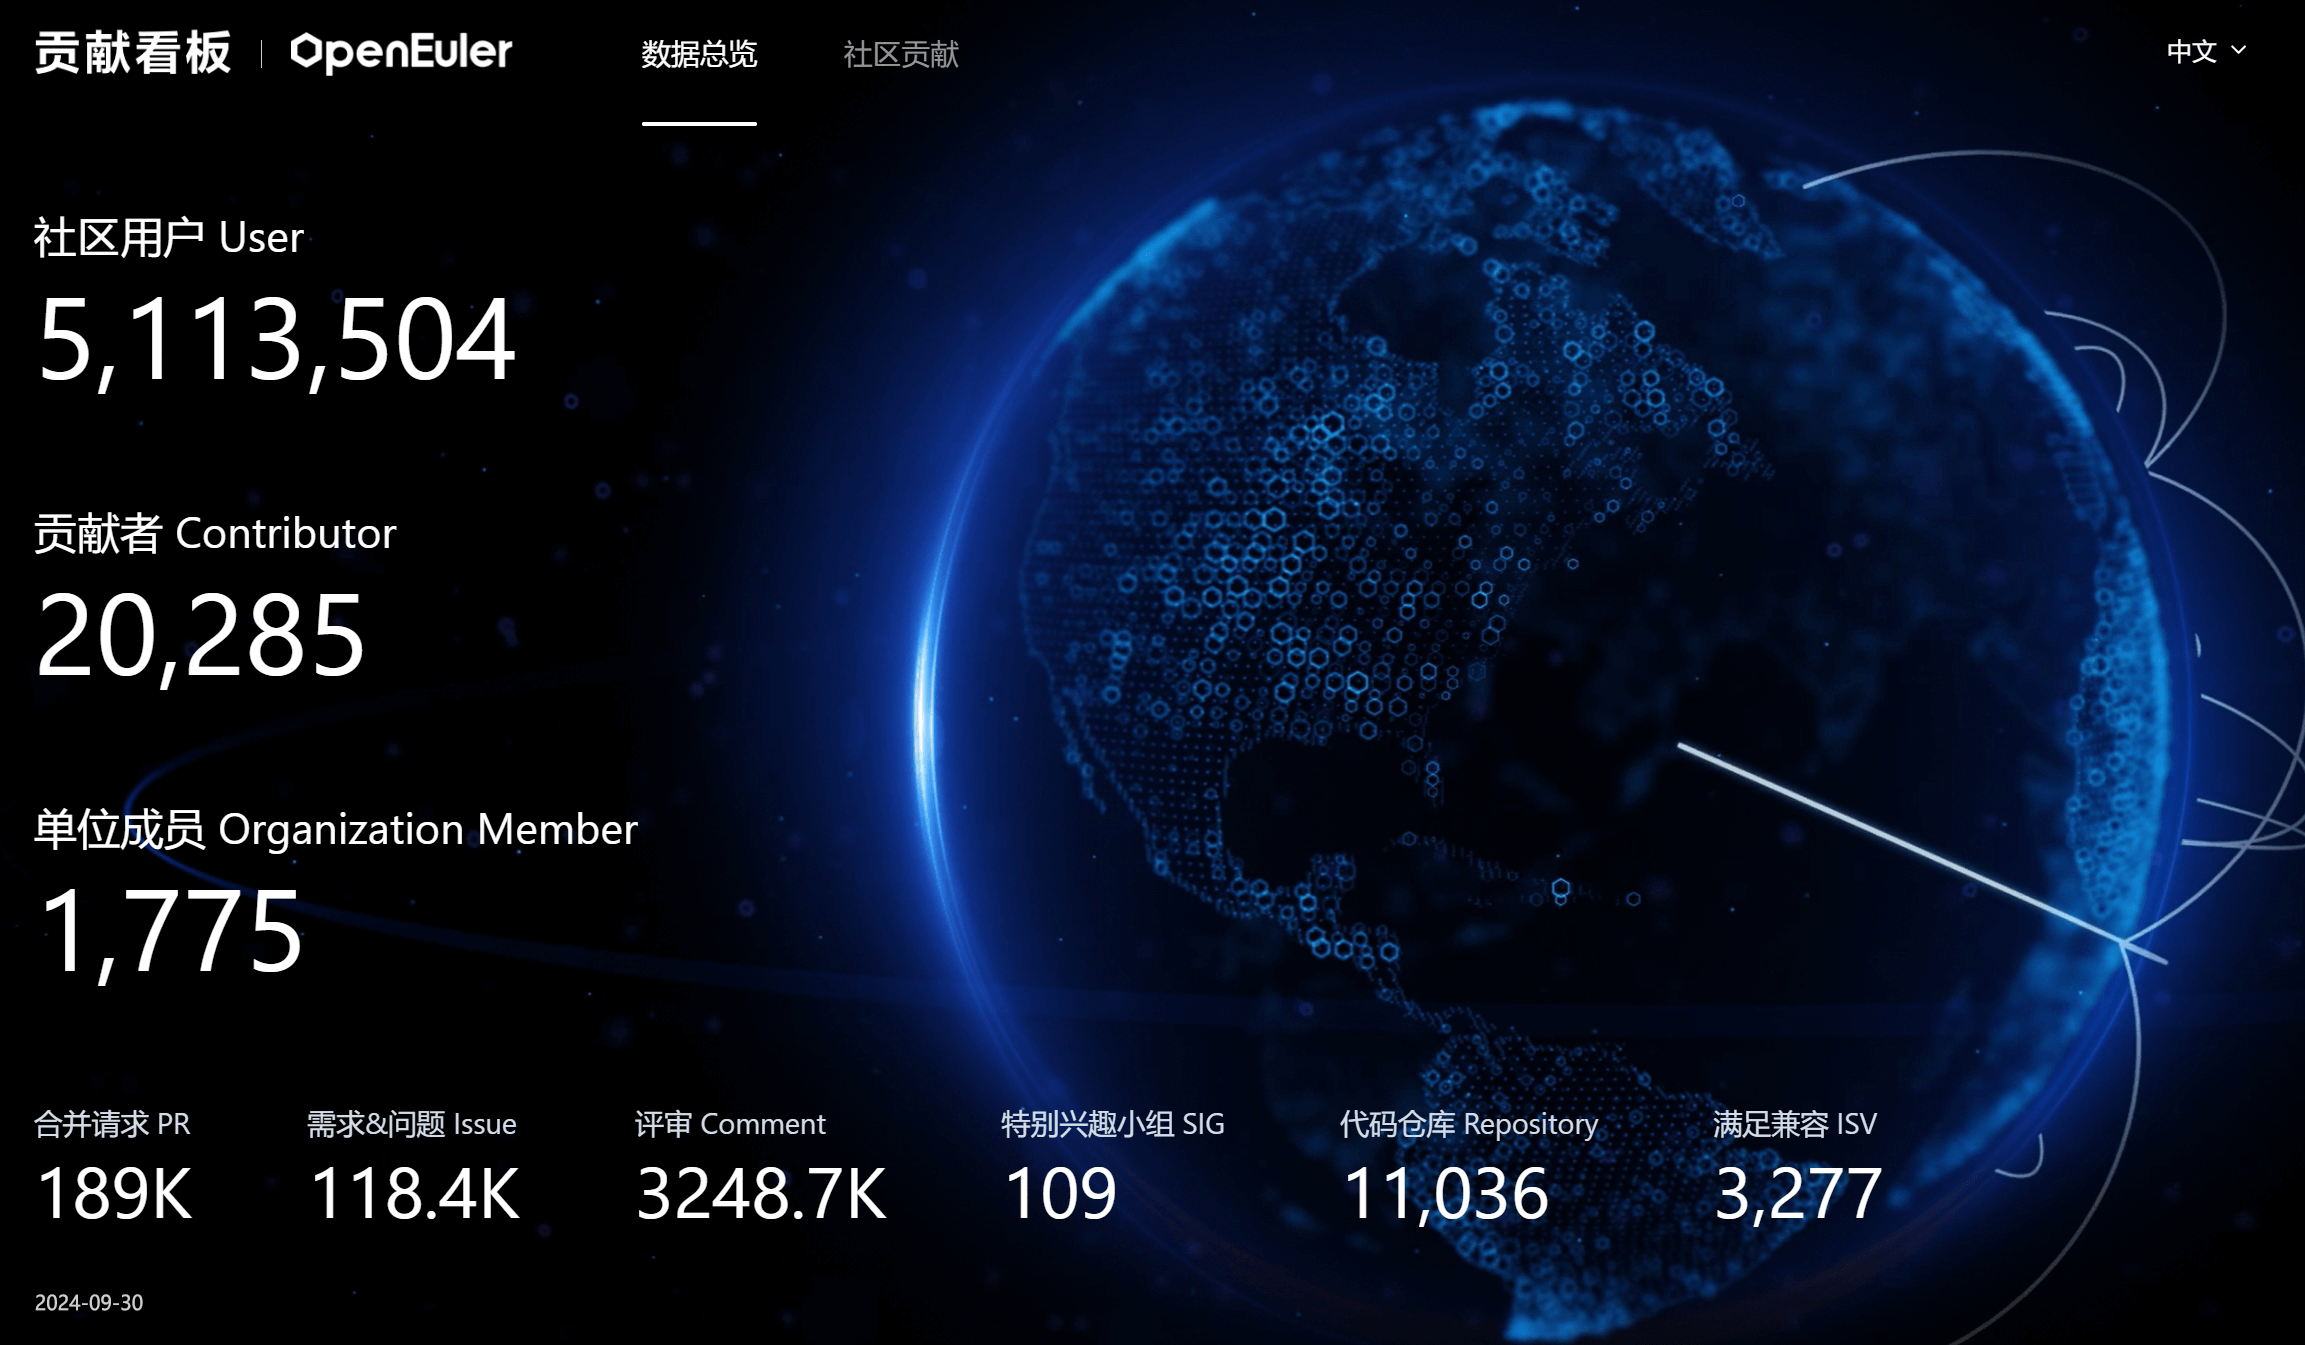 贡献看板 | OpenEuler 数据总览 社区贡献 中文
社区用户 User
5,113,504
贡献者 Contributor
20,285
单位成员 Organization Member
1,775
合并请求 PR 需求&问题 Issue 评审 Comment 特别兴趣小组 SIG 代码仓库 Repository 满足兼容 ISV
189K 118.4K 3248.7K 109 11,036 3,277
2024-09-30